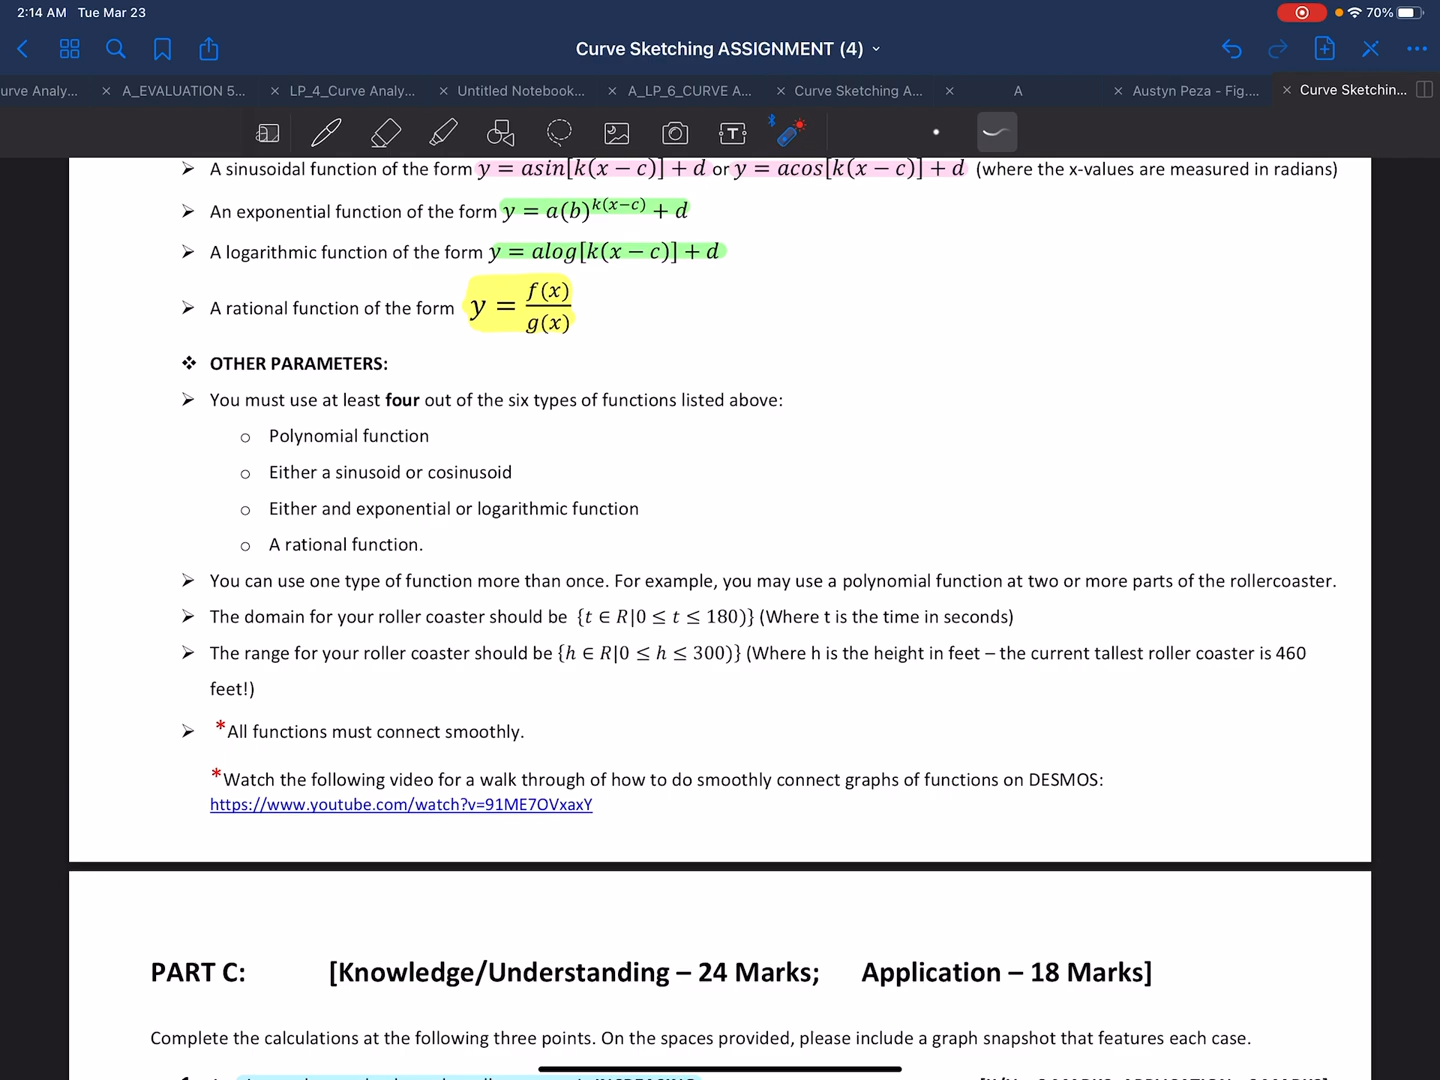 2:14 AM Tue Mar 23
70%
Curve Sketching ASSIGNMENT (4)
urve Analy... × A_EVALUATION 5... × LP_4_Curve Analy... × Untitled Notebook... × A_LP_6_CURVE A... × Curve Sketching A... × A × Austyn Peza - Fig.... × Curve Sketchin...
➢ A sinusoidal function of the form y = asin[k(x − c)] + d or y = acos[k(x − c)] + d (where the x-values are measured in radians)
➢ An exponential function of the form y = a(b)^{k(x−c)} + d
➢ A logarithmic function of the form y = alog[k(x − c)] + d
➢ A rational function of the form y = f(x)/g(x)
❖ OTHER PARAMETERS:
➢ You must use at least four out of the six types of functions listed above:
o Polynomial function
o Either a sinusoid or cosinusoid
o Either and exponential or logarithmic function
o A rational function.
➢ You can use one type of function more than once. For example, you may use a polynomial function at two or more parts of the rollercoaster.
➢ The domain for your roller coaster should be {t ∈ R|0 ≤ t ≤ 180)} (Where t is the time in seconds)
➢ The range for your roller coaster should be {h ∈ R|0 ≤ h ≤ 300)} (Where h is the height in feet – the current tallest roller coaster is 460
feet!)
➢ *All functions must connect smoothly.
*Watch the following video for a walk through of how to do smoothly connect graphs of functions on DESMOS:
https://www.youtube.com/watch?v=91ME7OVxaxY
PART C: [Knowledge/Understanding – 24 Marks; Application – 18 Marks]
Complete the calculations at the following three points. On the spaces provided, please include a graph snapshot that features each case.